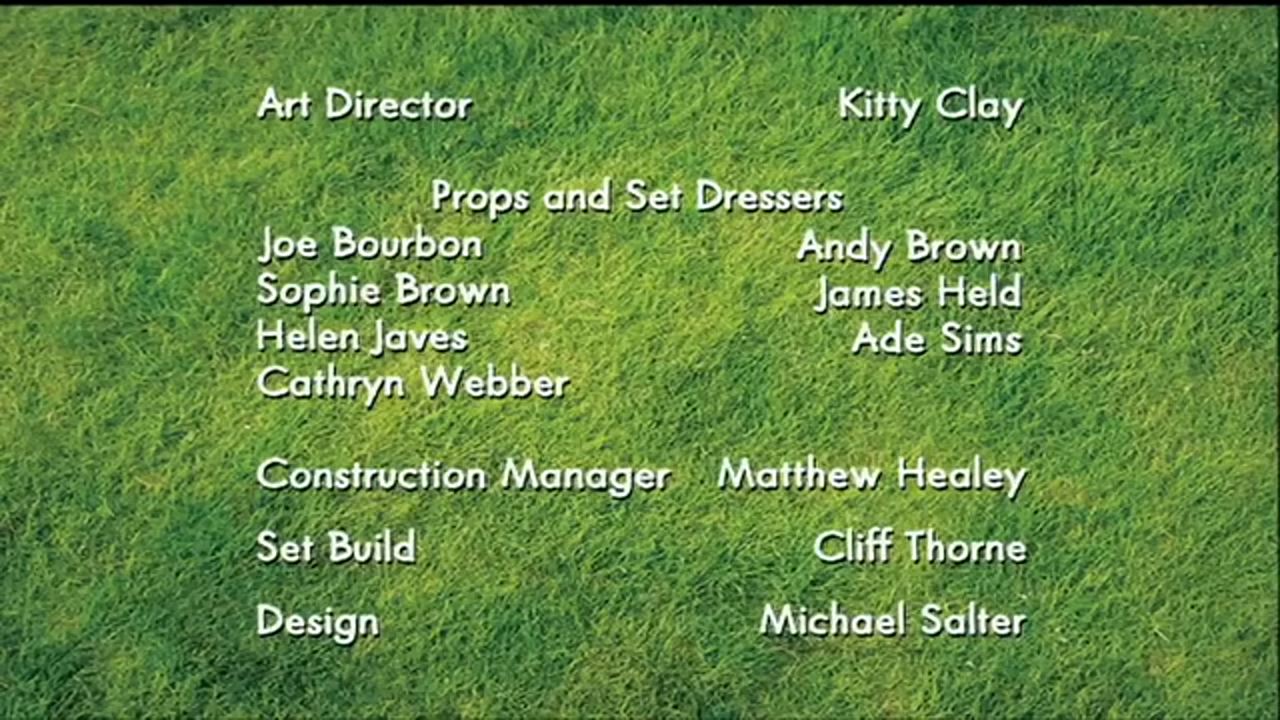 Art Director Kitty Clay
Props and Set Dressers
Joe Bourbon Andy Brown
Sophie Brown James Held
Helen Javes Ade Sims
Cathryn Webber
Construction Manager Matthew Healey
Set Build Cliff Thorne
Design Michael Salter